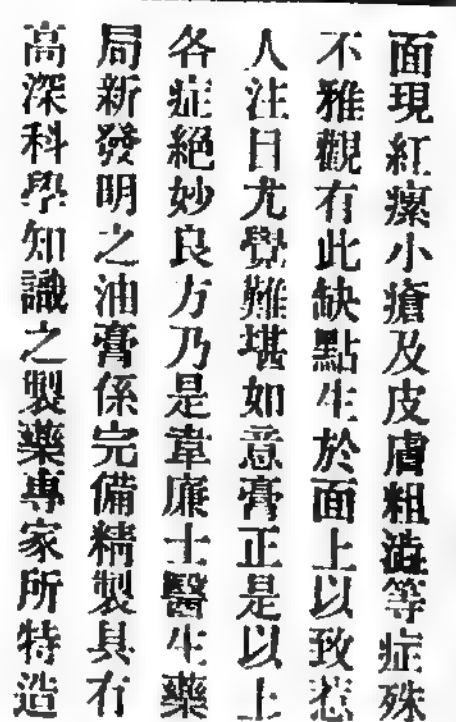 面現紅瘰小瘡及皮膚粗澁等症殊
不雅觀有此缺點生於面上以致惹
人注目尤覺難堪如意膏正是以上
各症絕妙良方乃是韋廉士醫生藥
局新發明之油膏係完備精製具有
高深科學知識之製藥專家所特造